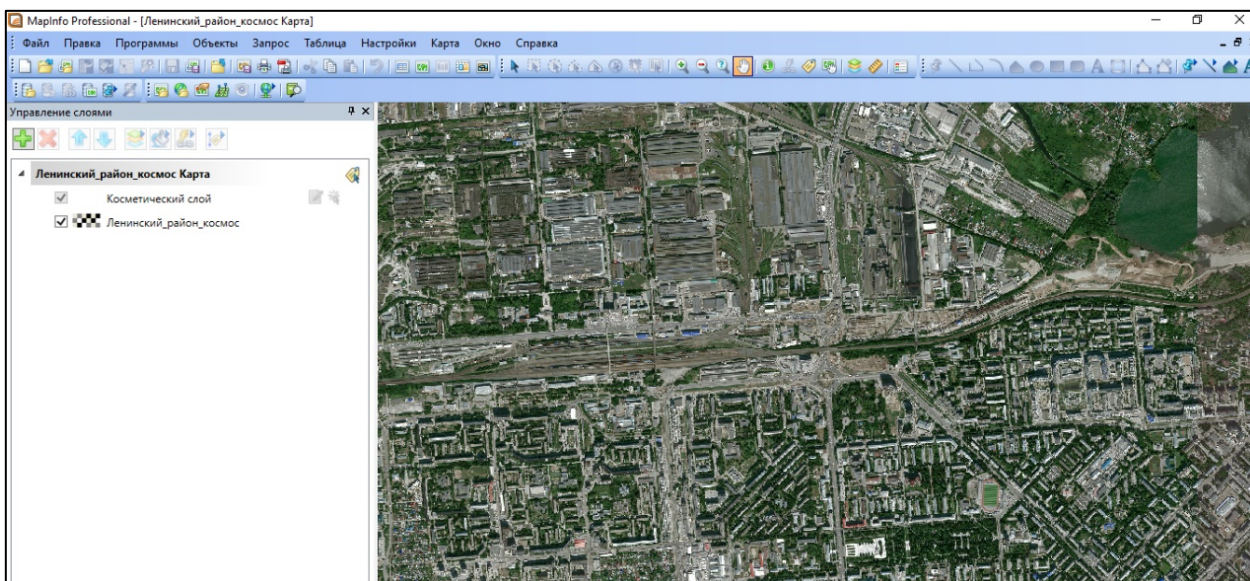 MapInfo Professional - [Ленинский_район_космос Карта]
Файл Правка Программы Объекты Запрос Таблица Настройки Карта Окно Справка
Управление слоями
Ленинский_район_космос Карта
Косметический слой
Ленинский_район_космос